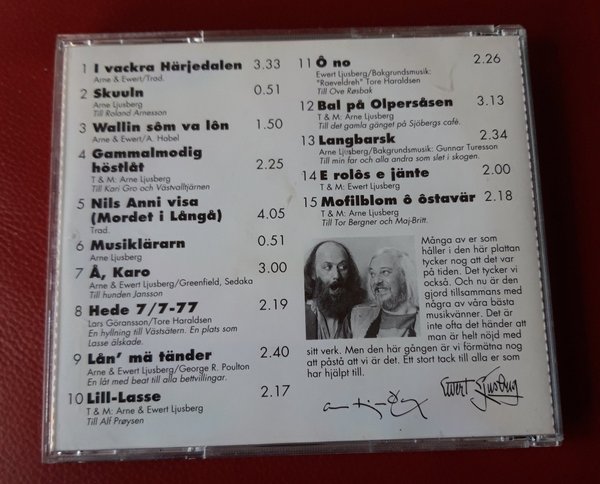 1 I vackra Härjedalen 3.33
Arne & Ewert/Trad.
2 Skuuln 0.51
Arne Ljusberg
Till Roland Arnesson
3 Wallin sôm va lôn 1.50
Arne & Ewert/A. Habel
4 Gammalmodig
höstlåt 2.25
T & M: Arne Ljusberg
Till Kari Gro och Västvalltjärnen
5 Nils Anni visa
(Mordet i Långå) 4.05
Trad.
6 Musiklärarn 0.51
Arne Ljusberg
7 Å, Karo 3.00
Arne & Ewert Ljusberg/Greenfield, Sedaka
Till hunden Jansson
8 Hede 7/7-77 2.19
Lars Göransson/Tore Haraldsen
En hyllning till Västsätern. En plats som
Lasse älskade.
9 Lån' mä tänder 2.40
Arne & Ewert Ljusberg/George R. Poulton
En låt med beat till alla bettvillingar.
10 Lill-Lasse 2.17
T & M: Arne & Ewert Ljusberg
Till Alf Prøysen
11 Ô no 2.26
Ewert Ljusberg/Bakgrundsmusik:
"Raeveldreh" Tore Haraldsen
Till Ove Røsbak
12 Bal på Olpersåsen 3.13
T & M: Arne Ljusberg
Till det gamla gänget på Sjöbergs café.
13 Langbarsk 2.34
Arne Ljusberg/Bakgrundsmusik: Gunnar Turesson
Till min far och alla andra som slet i skogen.
14 E rolôs e jänte 2.00
T & M: Ewert Ljusberg
15 Mofilblom ô ôstavär 2.18
T & M: Arne Ljusberg
Till Tor Bergner och Maj-Britt.
Många av er som
håller i den här plattan
tycker nog att det var
på tiden. Det tycker vi
också. Och nu är den
gjord tillsammans med
några av våra bästa
musikvänner. Det är
inte ofta det händer att
man är helt nöjd med
sitt verk. Men den här gången är vi förmätna nog
att påstå att vi är det. Ett stort tack till alla er som
har hjälpt till.
Ewert Ljusberg